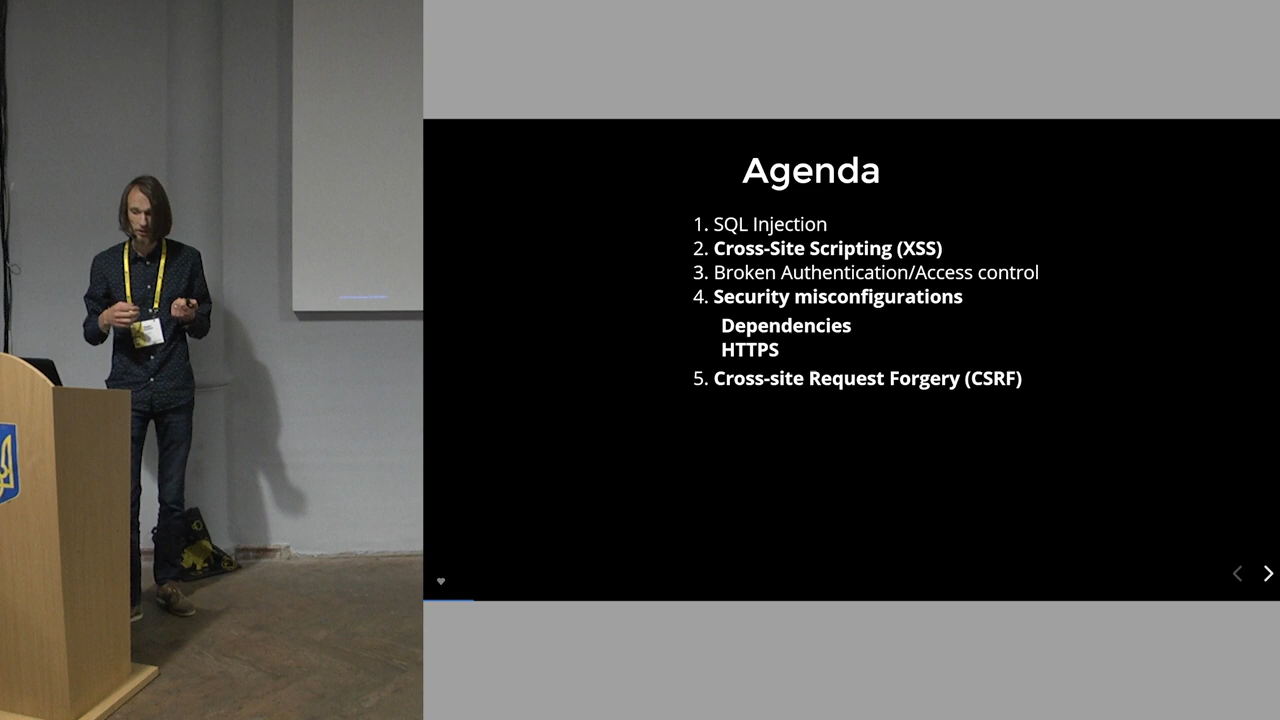 Agenda
1. SQL Injection
2. Cross-Site Scripting (XSS)
3. Broken Authentication/Access control
4. Security misconfigurations
Dependencies
HTTPS
5. Cross-site Request Forgery (CSRF)